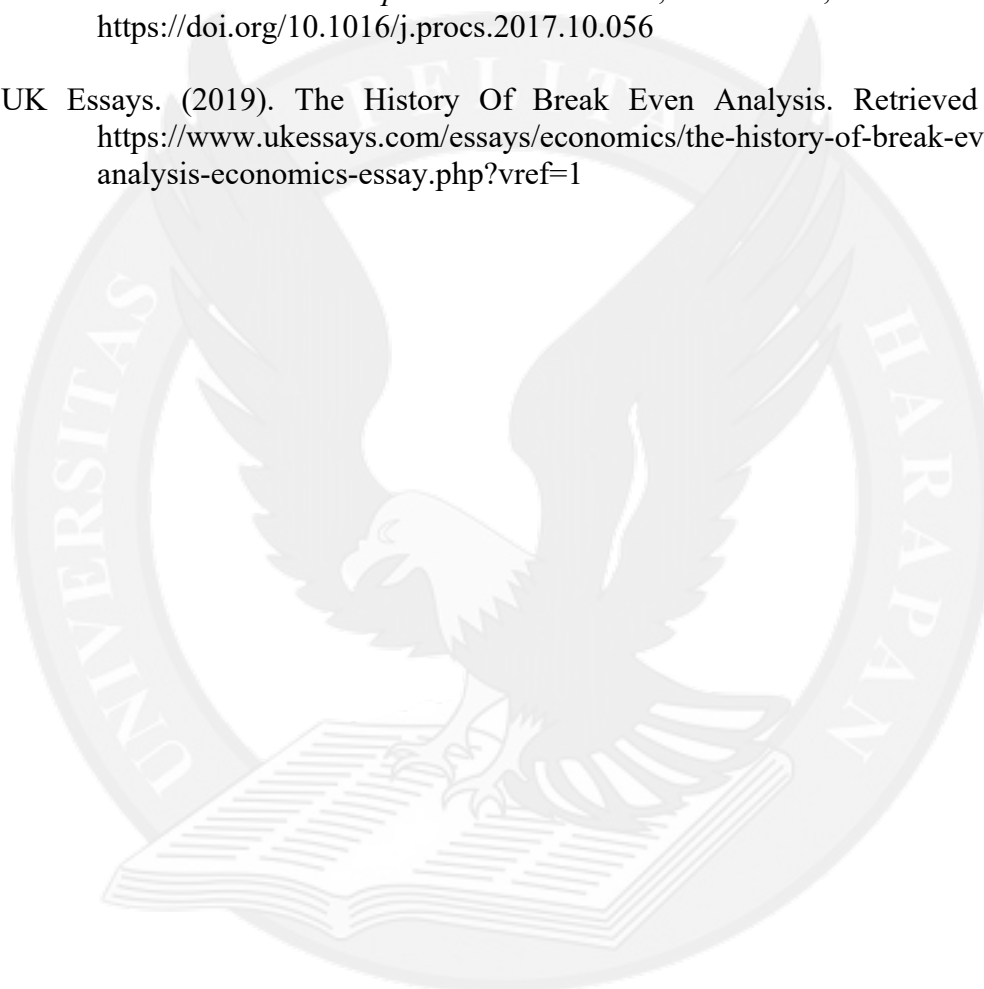 https://doi.org/10.1016/j.procs.2017.10.056
UK Essays. (2019). The History Of Break Even Analysis. Retrieved
https://www.ukessays.com/essays/economics/the-history-of-break-ev
analysis-economics-essay.php?vref=1
UNIVERSITAS PELITA HARAPAN